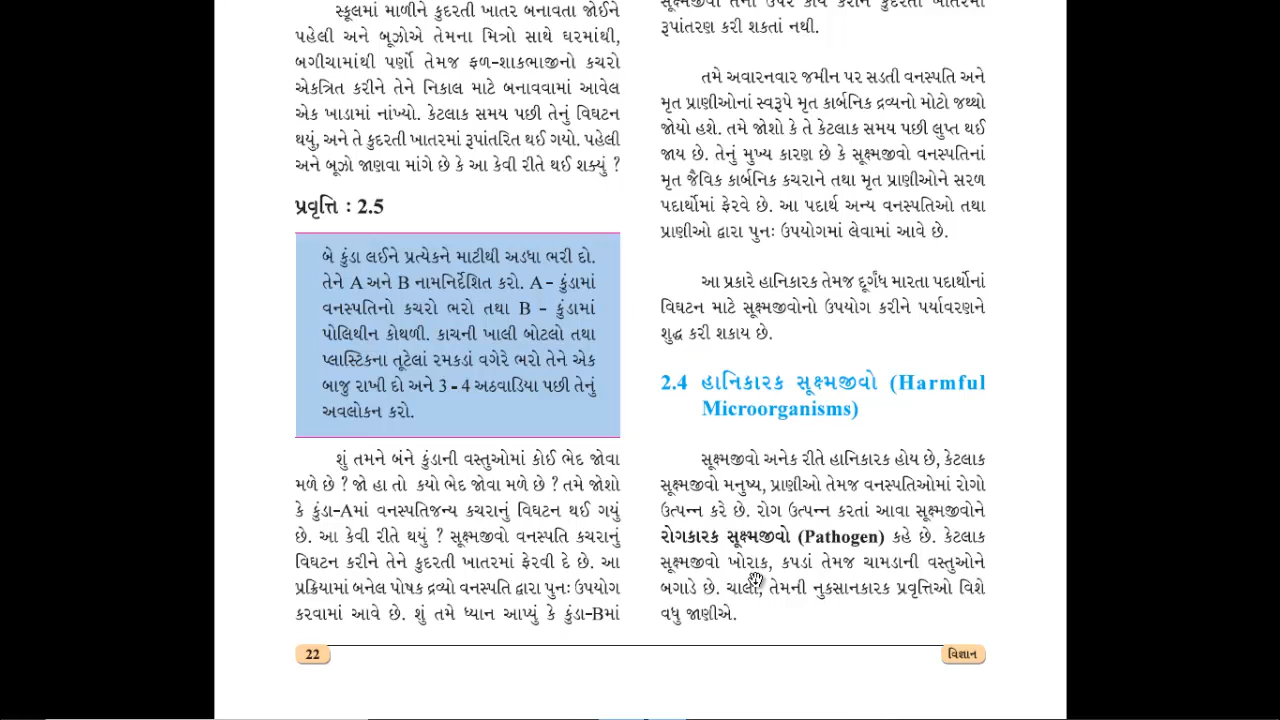 સ્કૂલમાં માળીને કુદરતી ખાતર બનાવતા જોઈને
પહેલી અને બૂઝોએ તેમના મિત્રો સાથે ઘરમાંથી,
બગીચામાંથી પર્ણો તેમજ ફળ-શાકભાજીનો કચરો
એકત્રિત કરીને તેને નિકાલ માટે બનાવવામાં આવેલ
એક ખાડામાં નાંખ્યો. કેટલાક સમય પછી તેનું વિઘટન
થયું, અને તે કુદરતી ખાતરમાં રૂપાંતરિત થઈ ગયો. પહેલી
અને બૂઝો જાણવા માંગે છે કે આ કેવી રીતે થઈ શક્યું ?
પ્રવૃત્તિ : 2.5
બે કુંડા લઈને પ્રત્યેકને માટીથી અડધા ભરી દો.
તેને A અને B નામનિર્દેશિત કરો. A - કુંડામાં
વનસ્પતિનો કચરો ભરો તથા B - કુંડામાં
પોલિથીન કોથળી. કાચની ખાલી બોટલો તથા
પ્લાસ્ટિકના તૂટેલાં રમકડાં વગેરે ભરો તેને એક
બાજુ રાખી દો અને 3 - 4 અઠવાડિયા પછી તેનું
અવલોકન કરો.
શું તમને બંને કુંડાની વસ્તુઓમાં કોઈ ભેદ જોવા
મળે છે ? જો હા તો કયો ભેદ જોવા મળે છે ? તમે જોશો
કે કુંડા-Aમાં વનસ્પતિજન્ય કચરાનું વિઘટન થઈ ગયું
છે. આ કેવી રીતે થયું ? સૂક્ષ્મજીવો વનસ્પતિ કચરાનું
વિઘટન કરીને તેને કુદરતી ખાતરમાં ફેરવી દે છે. આ
પ્રક્રિયામાં બનેલ પોષક દ્રવ્યો વનસ્પતિ દ્વારા પુનઃ ઉપયોગ
કરવામાં આવે છે. શું તમે ધ્યાન આપ્યું કે કુંડા-Bમાં
સૂક્ષ્મજીવો તેની ઉપર કાર્ય કરીને કુદરતી ખાતરમાં
રૂપાંતરણ કરી શકતાં નથી.
તમે અવારનવાર જમીન પર સડતી વનસ્પતિ અને
મૃત પ્રાણીઓનાં સ્વરૂપે મૃત કાર્બનિક દ્રવ્યનો મોટો જથ્થો
જોયો હશે. તમે જોશો કે તે કેટલાક સમય પછી લુપ્ત થઈ
જાય છે. તેનું મુખ્ય કારણ છે કે સૂક્ષ્મજીવો વનસ્પતિનાં
મૃત જૈવિક કાર્બનિક કચરાને તથા મૃત પ્રાણીઓને સરળ
પદાર્થોમાં ફેરવે છે. આ પદાર્થ અન્ય વનસ્પતિઓ તથા
પ્રાણીઓ દ્વારા પુનઃ ઉપયોગમાં લેવામાં આવે છે.
આ પ્રકારે હાનિકારક તેમજ દૂર્ગંધ મારતા પદાર્થોનાં
વિઘટન માટે સૂક્ષ્મજીવોનો ઉપયોગ કરીને પર્યાવરણને
શુદ્ધ કરી શકાય છે.
2.4 હાનિકારક સૂક્ષ્મજીવો (Harmful
Microorganisms)
સૂક્ષ્મજીવો અનેક રીતે હાનિકારક હોય છે, કેટલાક
સૂક્ષ્મજીવો મનુષ્ય, પ્રાણીઓ તેમજ વનસ્પતિઓમાં રોગો
ઉત્પન્ન કરે છે. રોગ ઉત્પન્ન કરતાં આવા સૂક્ષ્મજીવોને
રોગકારક સૂક્ષ્મજીવો (Pathogen) કહે છે. કેટલાક
સૂક્ષ્મજીવો ખોરાક, કપડાં તેમજ ચામડાની વસ્તુઓને
બગાડે છે. ચાલો, તેમની નુકસાનકારક પ્રવૃત્તિઓ વિશે
વધુ જાણીએ.
22
વિજ્ઞાન